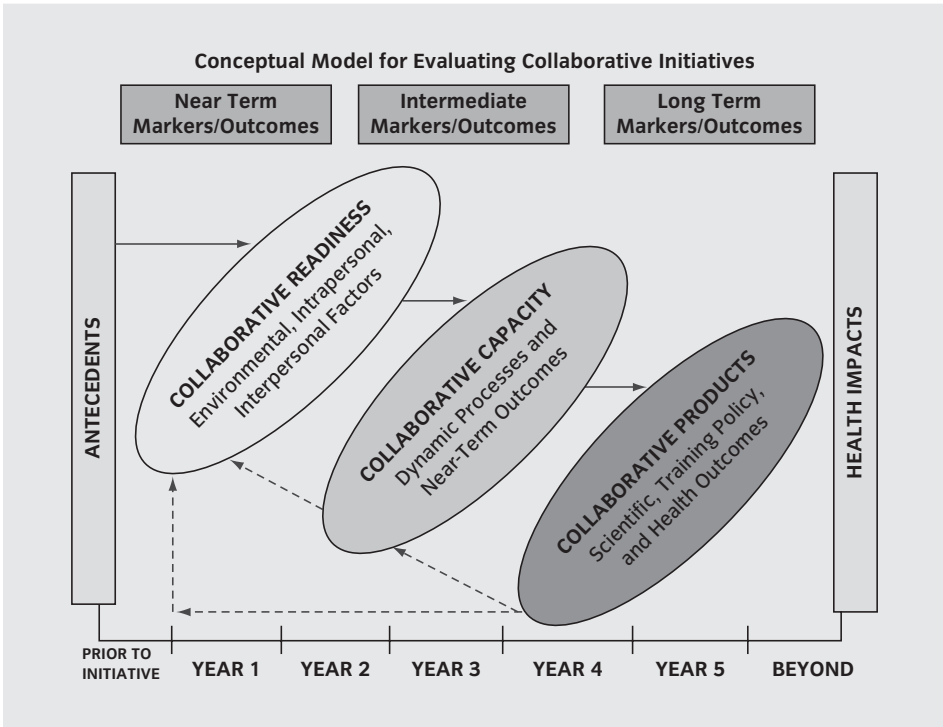 Conceptual Model for Evaluating Collaborative Initiatives
Near Term
Markers/Outcomes
Intermediate
Markers/Outcomes
Long Term
Markers/Outcomes
ANTECEDENTS
COLLABORATIVE READINESS
Environmental, Intrapersonal,
Interpersonal Factors
COLLABORATIVE CAPACITY
Dynamic Processes and
Near-Term Outcomes
COLLABORATIVE PRODUCTS
Scientific, Training Policy,
and Health Outcomes
HEALTH IMPACTS
PRIOR TO
INITIATIVE
YEAR 1
YEAR 2
YEAR 3
YEAR 4
YEAR 5
BEYOND